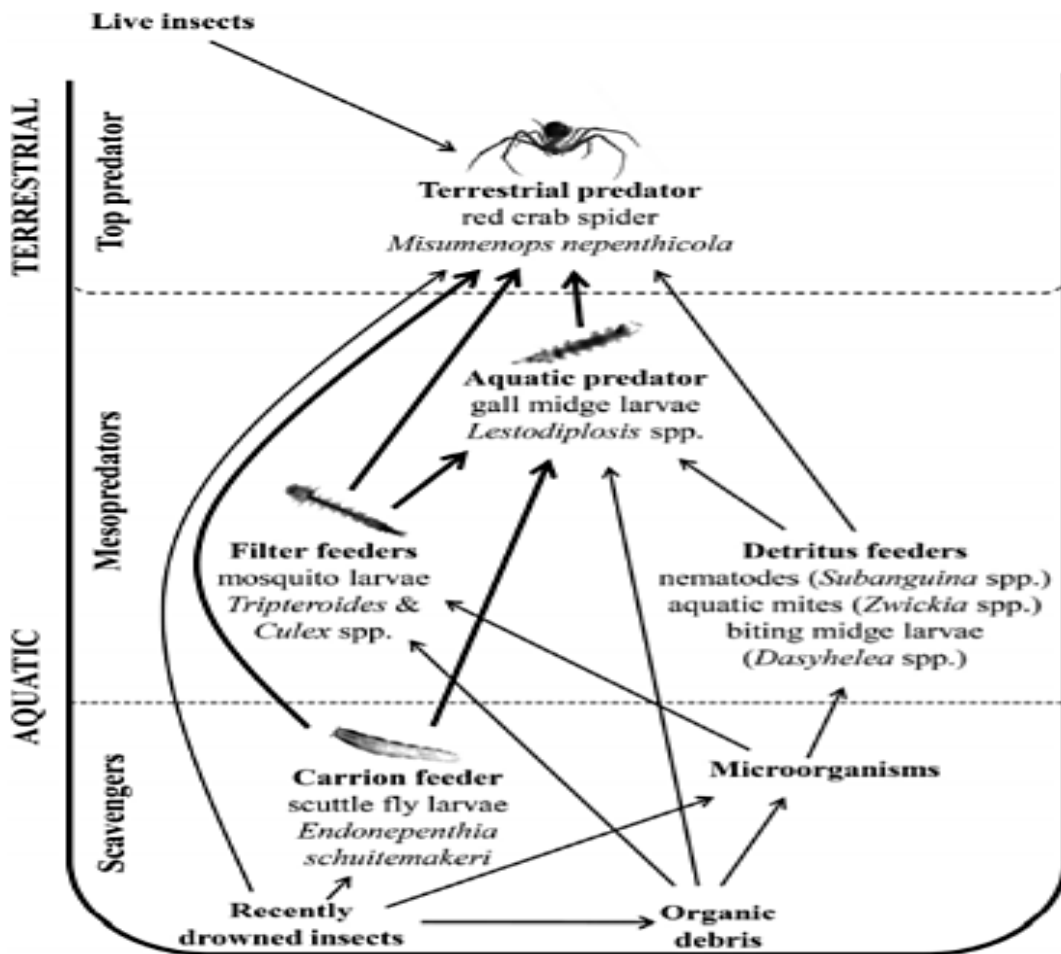 Live insects
TERRESTRIAL
Top predator
Terrestrial predator
red crab spider
Misumenops nepenthicola
AQUATIC
Mesopredators
Aquatic predator
gall midge larvae
Lestodiplosis spp.
Filter feeders
mosquito larvae
Tripteroides &
Culex spp.
Detritus feeders
nematodes (Subanguina spp.)
aquatic mites (Zwickia spp.)
biting midge larvae
(Dasyhelea spp.)
Scavengers
Carrion feeder
scuttle fly larvae
Endonepenthia
schuitemakeri
Microorganisms
Recently
drowned insects
Organic
debris